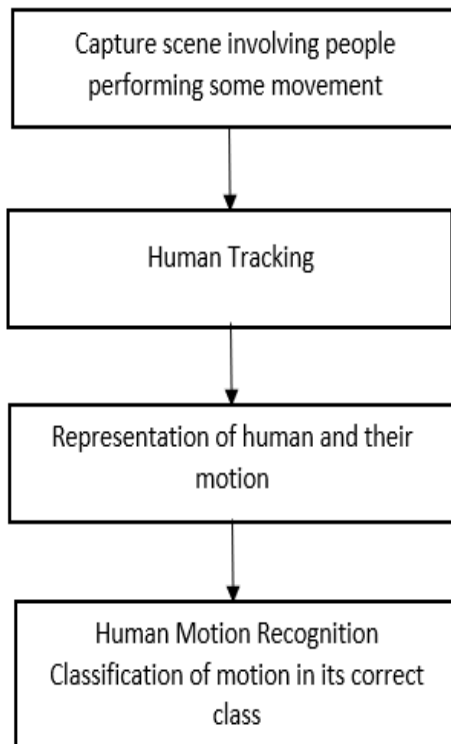 Capture scene involving people
performing some movement
Human Tracking
Representation of human and their
motion
Human Motion Recognition
Classification of motion in its correct
class